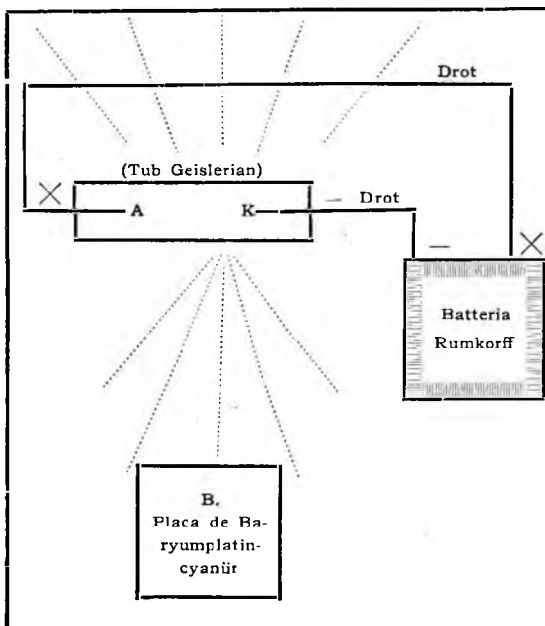 Drot
(Tub Geislerian)
× A K — Drot
— ×
Batteria
Rumkorff
B.
Placa de Ba-
ryumplatin-
cyanür